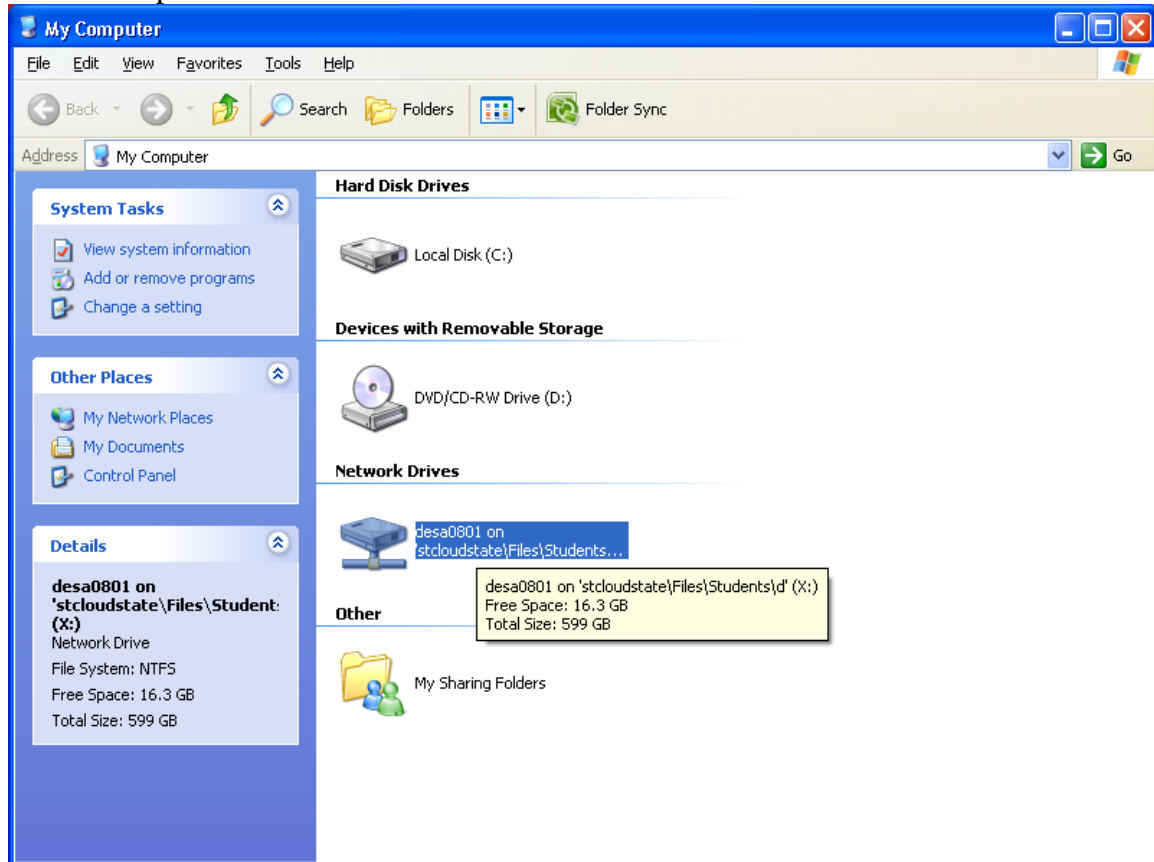 My Computer
File Edit View Favorites Tools Help
Back Search Folders Folder Sync
Address My Computer Go
System Tasks
View system information
Add or remove programs
Change a setting
Other Places
My Network Places
My Documents
Control Panel
Details
desa0801 on
'stcloudstate\Files\Student
(X:)
Network Drive
File System: NTFS
Free Space: 16.3 GB
Total Size: 599 GB
Hard Disk Drives
Local Disk (C:)
Devices with Removable Storage
DVD/CD-RW Drive (D:)
Network Drives
desa0801 on
'stcloudstate\Files\Students...
desa0801 on 'stcloudstate\Files\Students\d' (X:)
Free Space: 16.3 GB
Total Size: 599 GB
Other
My Sharing Folders